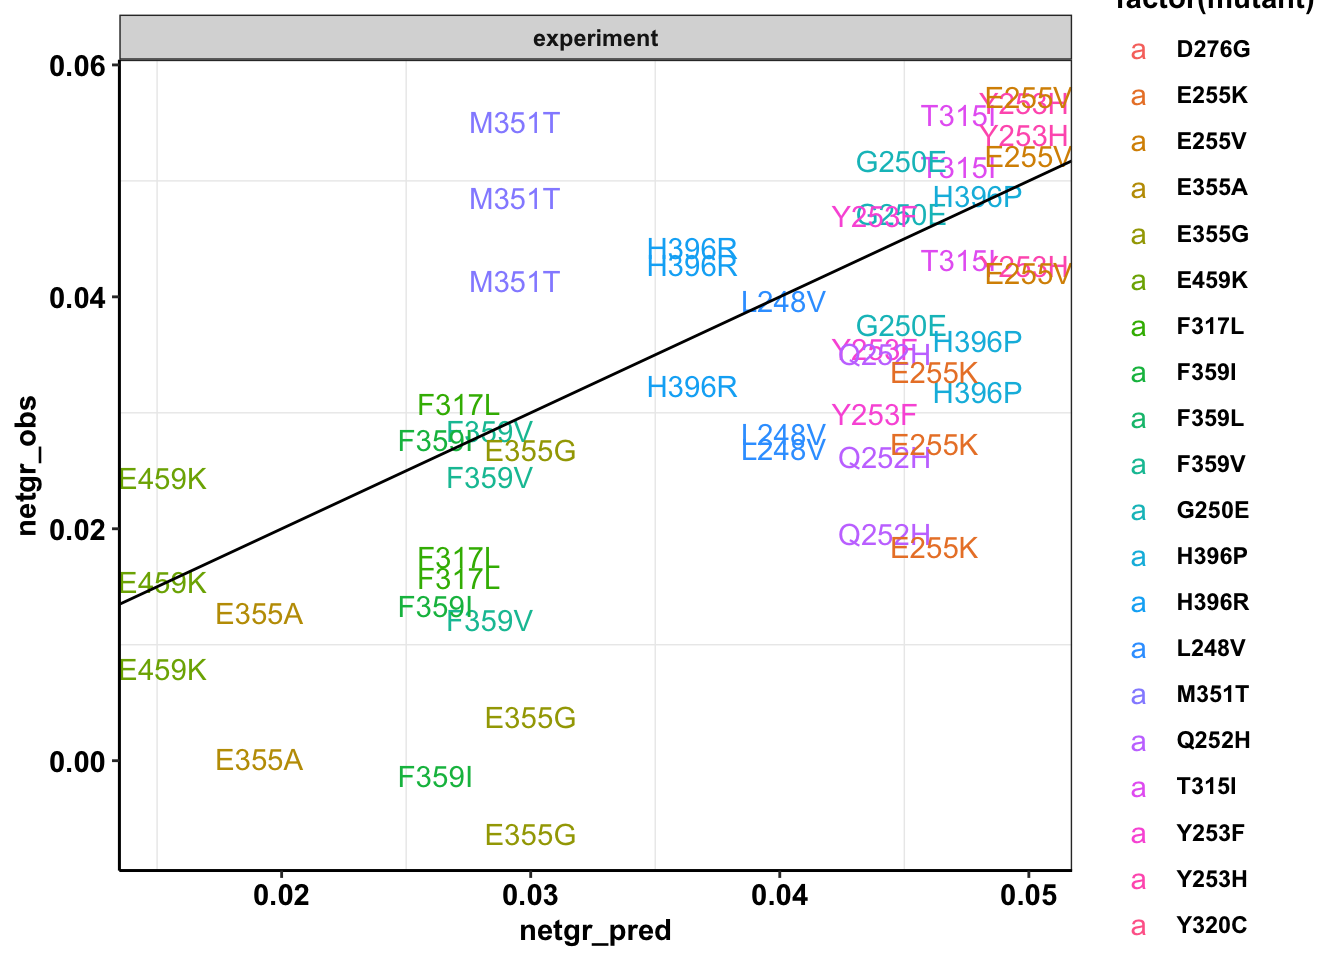 factor(mutant)
experiment
0.06
0.04
0.02
0.00
netgr_obs
0.02
0.03
0.04
0.05
netgr_pred
E255V
Y253H
T315I
M351T
Y253H
E255V
G250E
T315I
M351T
H396P
Y253F
G250E
H396R
H396R
T315I
Y253H
E255V
M351T
L248V
G250E
H396P
Y253F
Q252H
E255K
H396R
H396P
F317L
Y253F
F359V
F359I
L248V
E355G
L248V
E255K
Q252H
E459K
F359V
Q252H
E255K
F317L
F317L
E459K
F359I
E355A
F359V
E459K
E355G
E355A
F359I
E355G
a D276G
a E255K
a E255V
a E355A
a E355G
a E459K
a F317L
a F359I
a F359L
a F359V
a G250E
a H396P
a H396R
a L248V
a M351T
a Q252H
a T315I
a Y253F
a Y253H
a Y320C